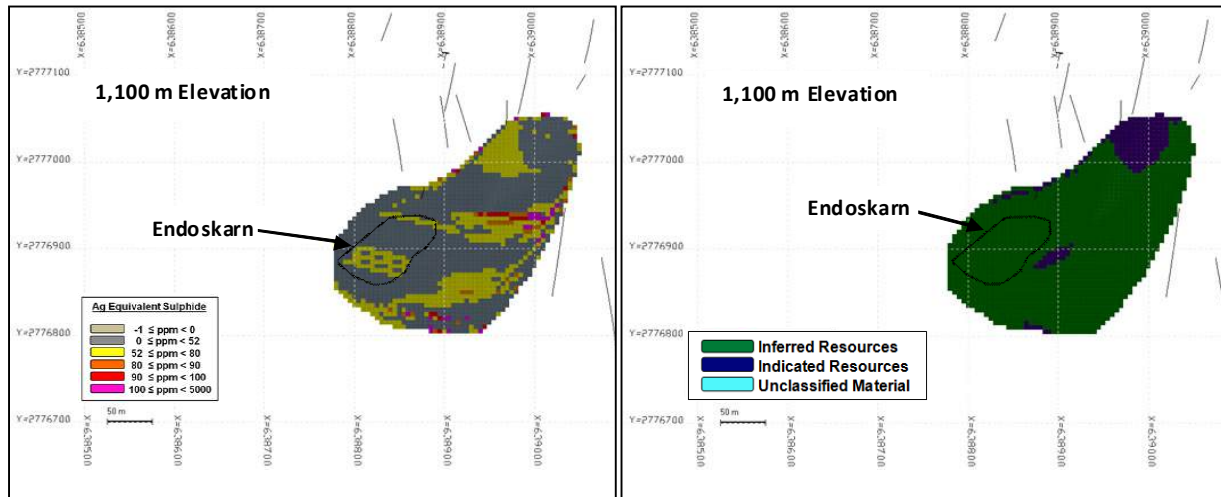 X=638500
X=638600
X=638700
X=638800
X=638900
X=639000
Y=2777100
1,100 m Elevation
Y=2777000
Endoskarn
Y=2776900
Ag Equivalent Sulphide
-1 ≤ ppm < 0
0 ≤ ppm < 52
52 ≤ ppm < 80
80 ≤ ppm < 90
90 ≤ ppm < 100
100 ≤ ppm < 5000
Y=2776800
Y=2776700
50 m
X=638500
X=638600
X=638700
X=638800
X=638900
X=639000
X=638500
X=638600
X=638700
X=638800
X=638900
X=639000
Y=2777100
1,100 m Elevation
Y=2777000
Endoskarn
Y=2776900
Y=2776800
Inferred Resources
Indicated Resources
Unclassified Material
Y=2776700
50 m
X=638500
X=638600
X=638700
X=638800
X=638900
X=639000